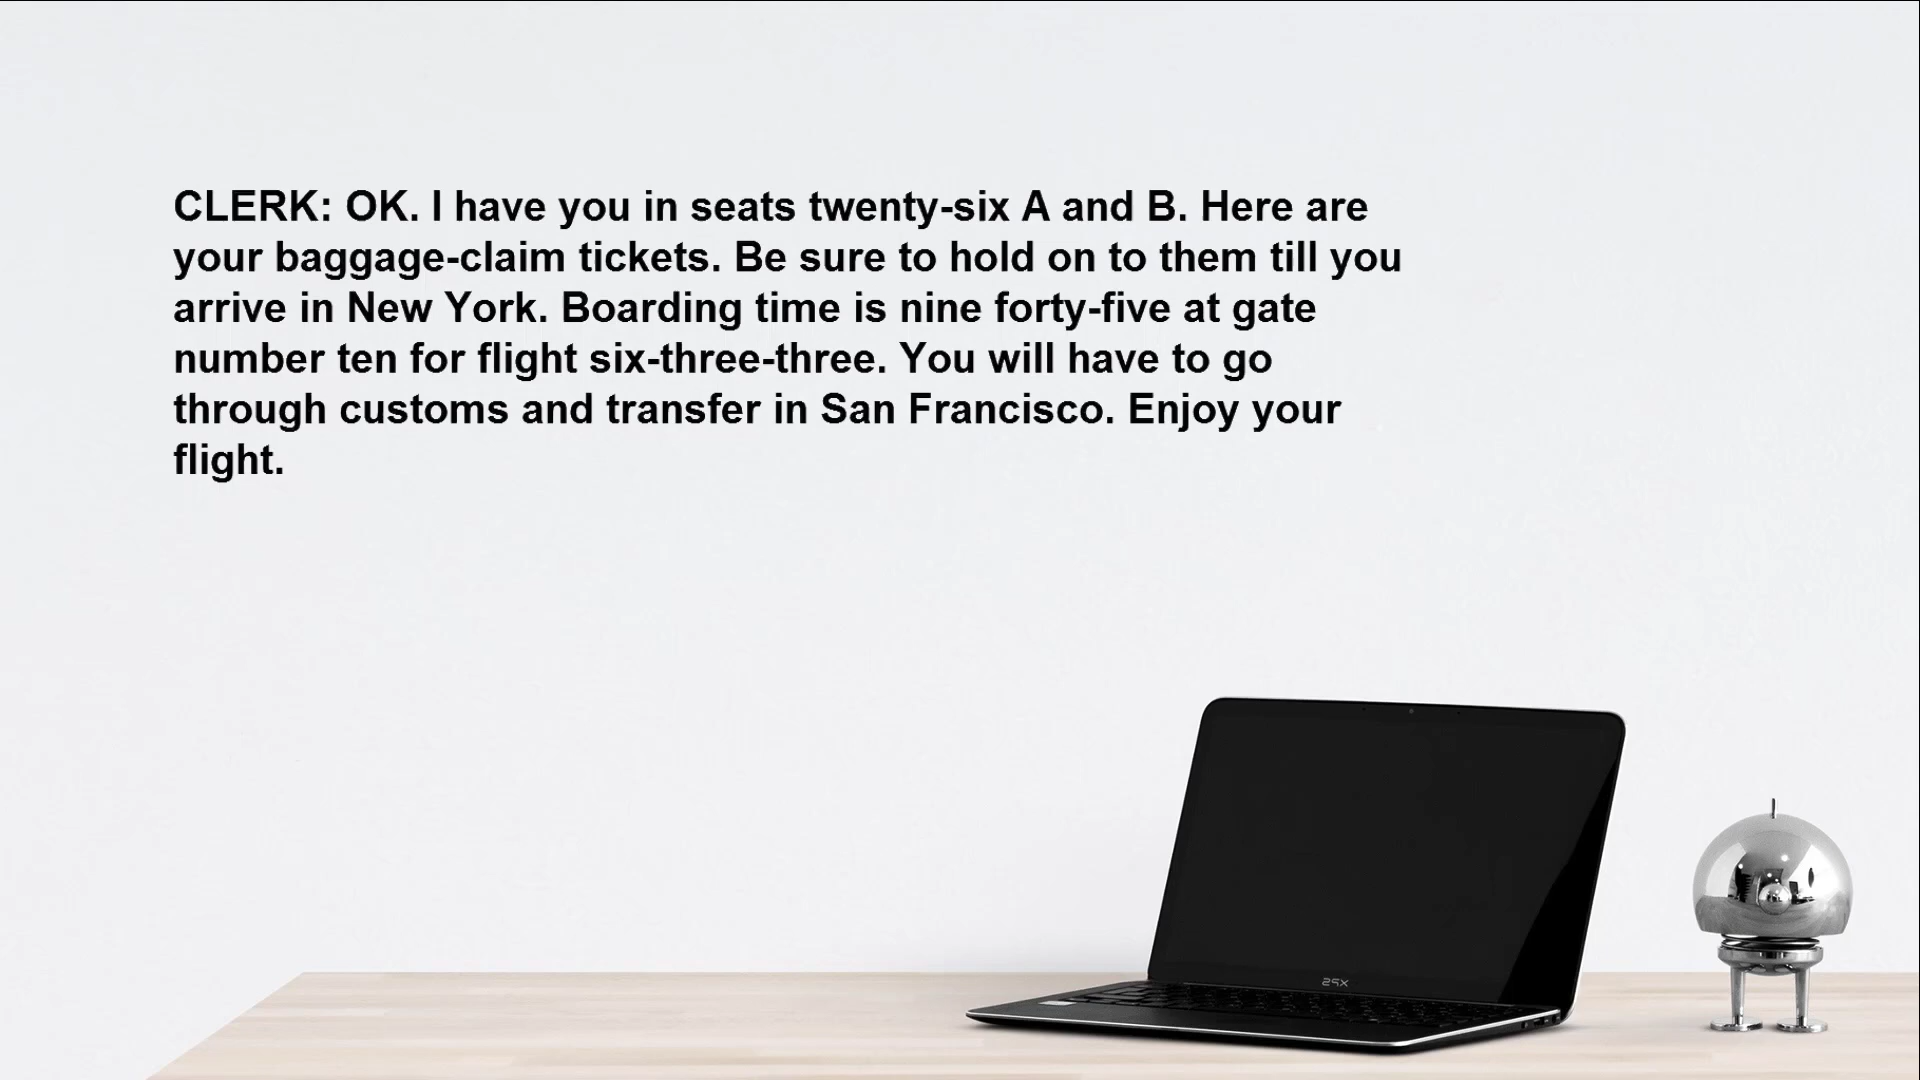 CLERK: OK. I have you in seats twenty-six A and B. Here are
your baggage-claim tickets. Be sure to hold on to them till you
arrive in New York. Boarding time is nine forty-five at gate
number ten for flight six-three-three. You will have to go
through customs and transfer in San Francisco. Enjoy your
flight.
XPS